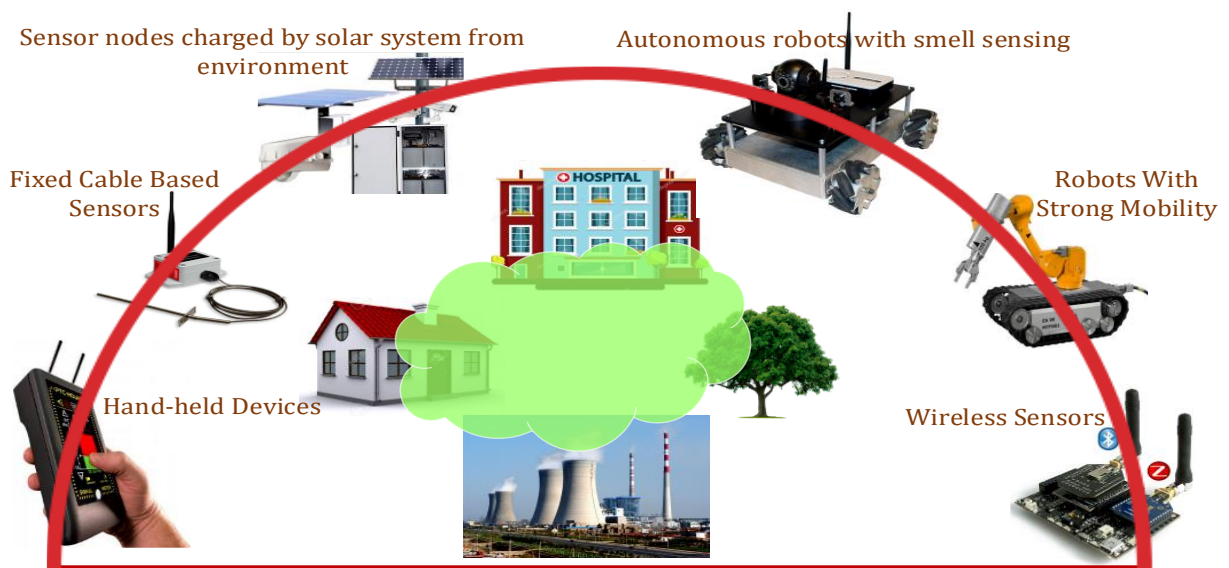 Sensor nodes charged by solar system from
environment
Autonomous robots with smell sensing
HOSPITAL
Fixed Cable Based
Sensors
Robots With
Strong Mobility
Hand-held Devices
Wireless Sensors